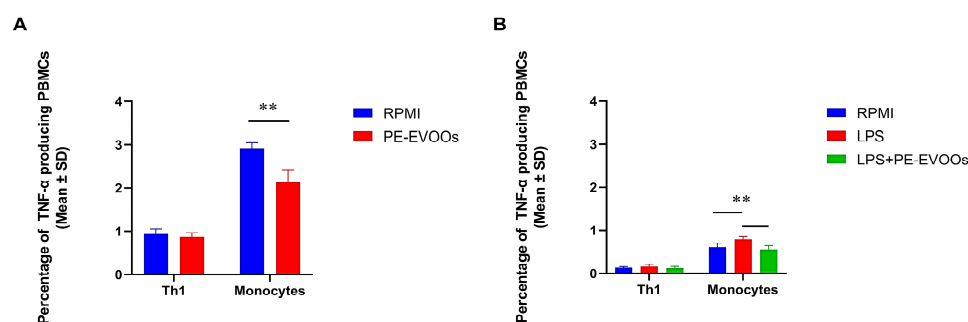 A
Percentage of TNF-α producing PBMCs
(Mean ± SD)
4
3
2
1
0
**
Th1
Monocytes
RPMI
PE-EVOOs
B
Percentage of TNF-α producing PBMCs
(Mean ± SD)
4
3
2
1
0
**
Th1
Monocytes
RPMI
LPS
LPS+PE-EVOOs